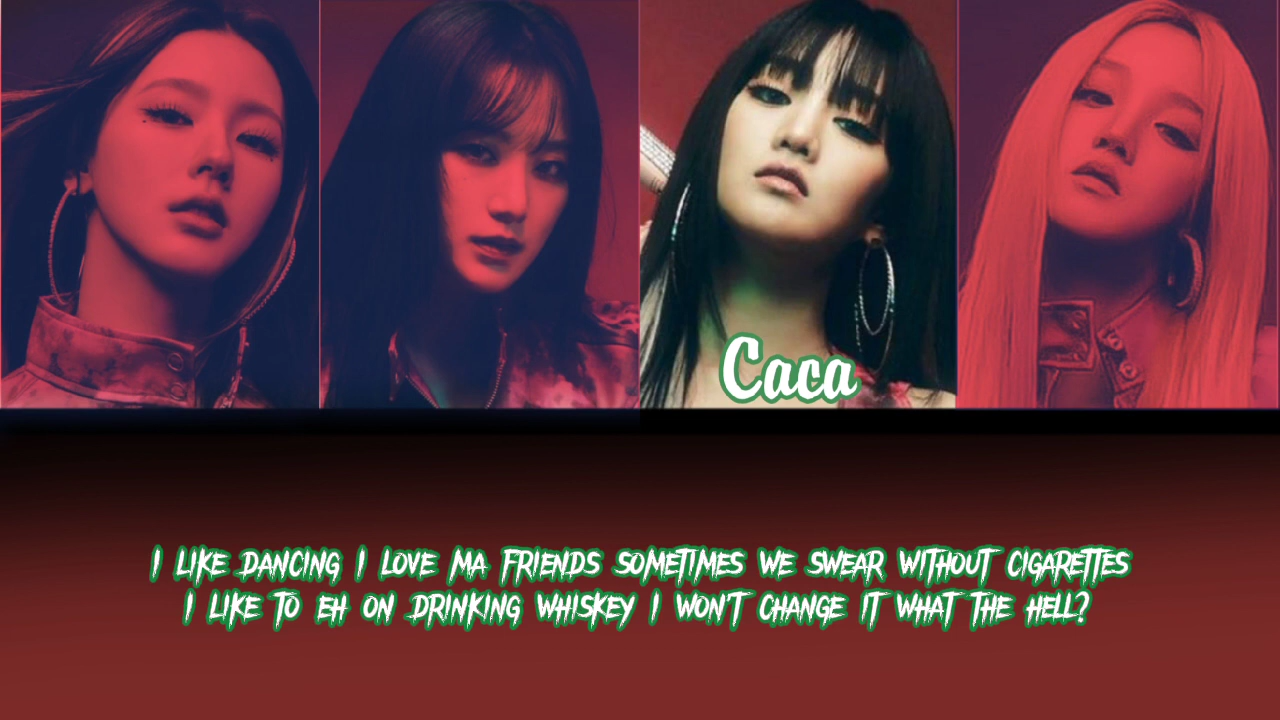 Caca
I LIKE DANCING I LOVE MA FRIENDS SOMETIMES WE SWEAR WITHOUT CIGARETTES
I LIKE TO EH ON DRINKING WHISKEY I WON'T CHANGE IT WHAT THE HELL?